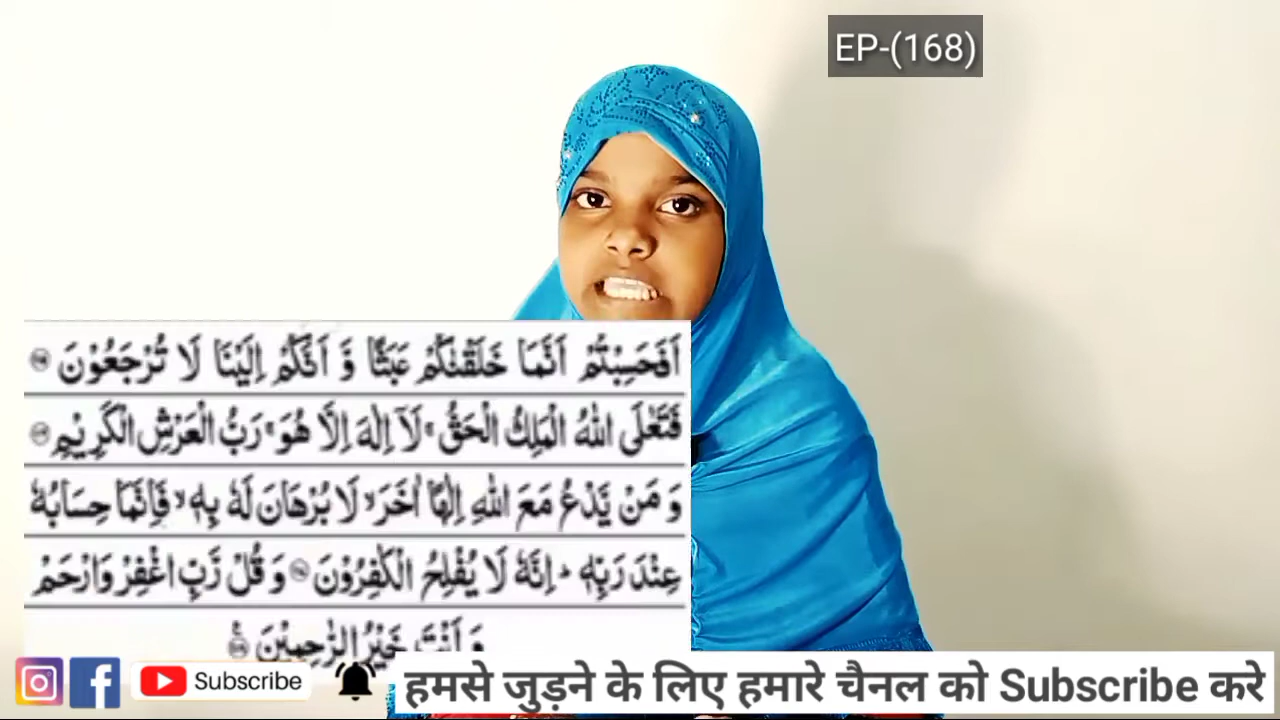 EP-(168)
اَفَحَسِبْتُمْ اَنَّمَا خَلَقْنٰكُمْ عَبَثًا وَّ اَنَّكُمْ اِلَيْنَا لَا تُرْجَعُوْنَ
فَتَعٰلَى اللّٰهُ الْمَلِكُ الْحَقُّ ۚ لَاۤ اِلٰهَ اِلَّا هُوَ ۚ رَبُّ الْعَرْشِ الْكَرِيْمِ
وَ مَنْ يَّدْعُ مَعَ اللّٰهِ اِلٰهًا اٰخَرَ ۙ لَا بُرْهَانَ لَهٗ بِهٖ ۙ فَاِنَّمَا حِسَابُهٗ
عِنْدَ رَبِّهٖ ؕ اِنَّهٗ لَا يُفْلِحُ الْكٰفِرُوْنَ وَ قُلْ رَّبِّ اغْفِرْ وَارْحَمْ
وَ اَنْتَ خَيْرُ الرّٰحِمِيْنَ
Subscribe
हमसे जुड़ने के लिए हमारे चैनल को Subscribe करे